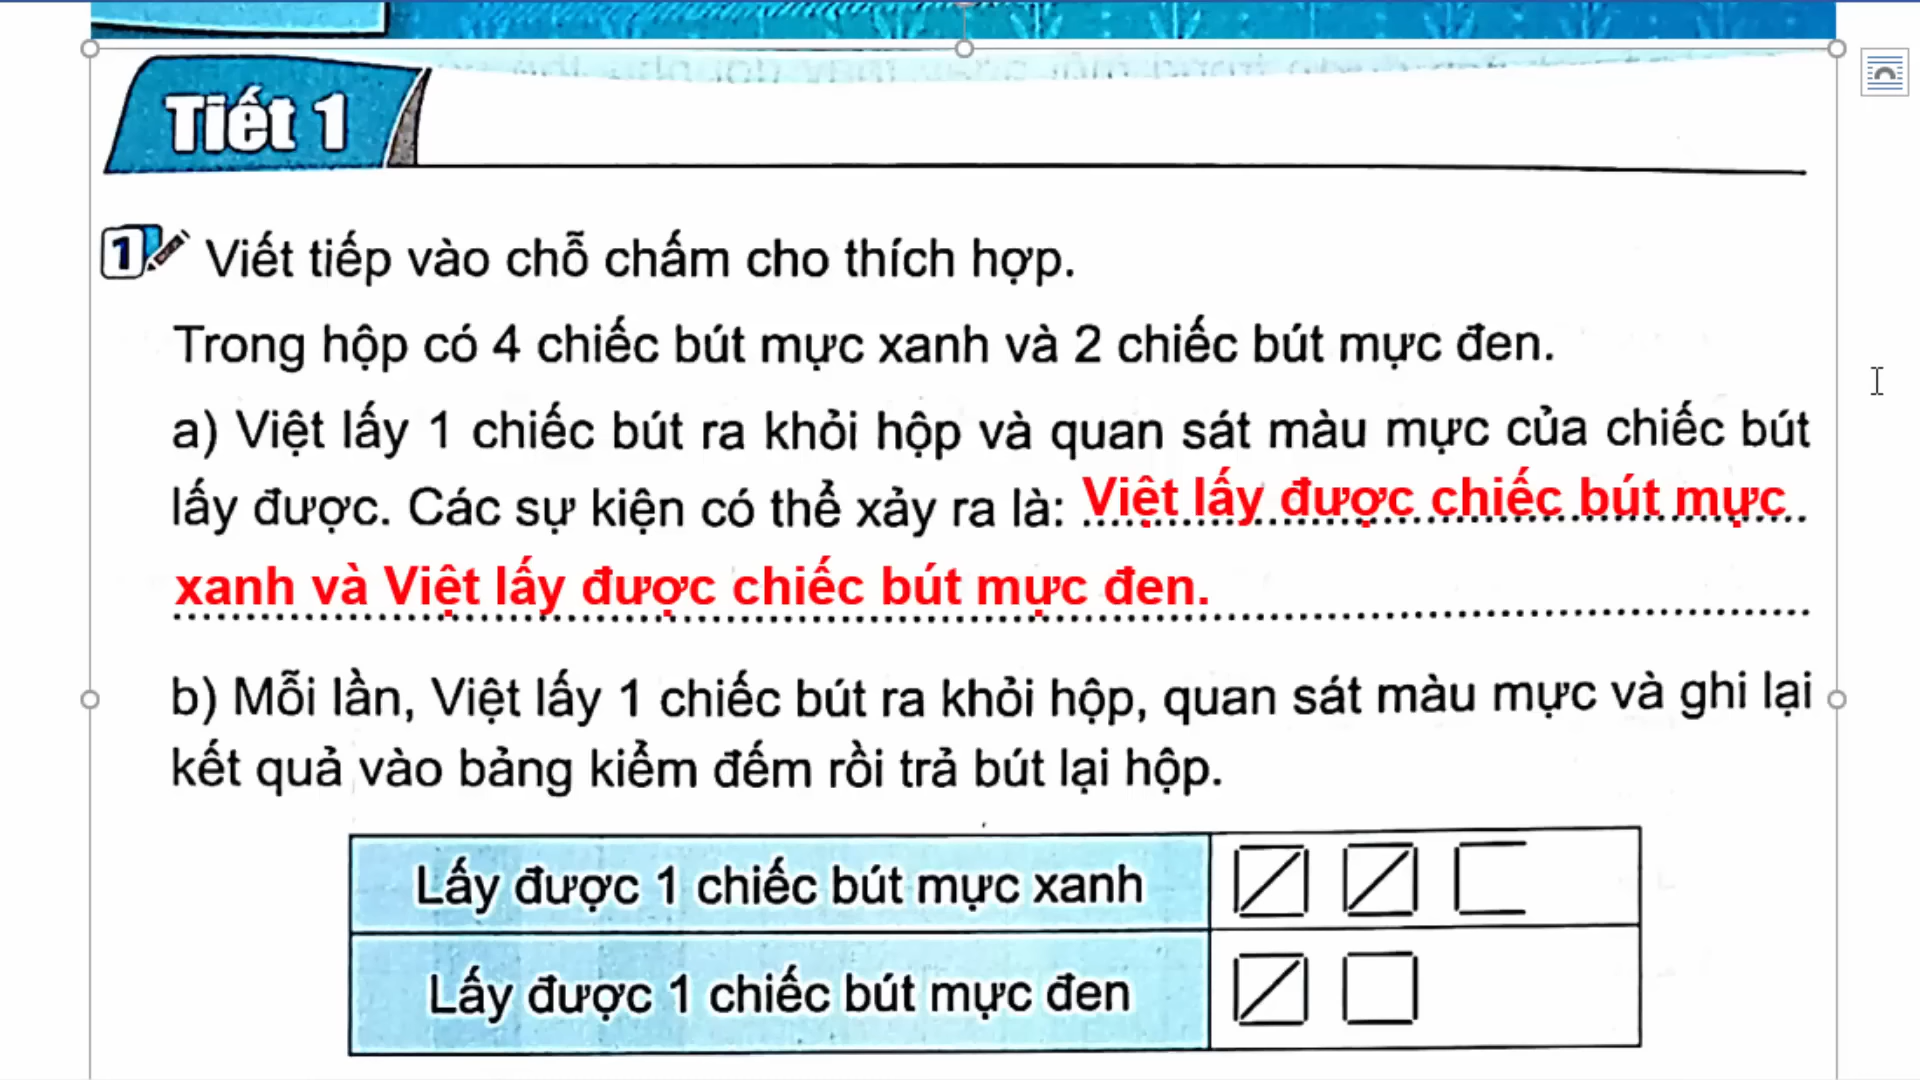 Tiết 1
1 Viết tiếp vào chỗ chấm cho thích hợp.
Trong hộp có 4 chiếc bút mực xanh và 2 chiếc bút mực đen.
a) Việt lấy 1 chiếc bút ra khỏi hộp và quan sát màu mực của chiếc bút
lấy được. Các sự kiện có thể xảy ra là: Việt lấy được chiếc bút mực
xanh và Việt lấy được chiếc bút mực đen.
b) Mỗi lần, Việt lấy 1 chiếc bút ra khỏi hộp, quan sát màu mực và ghi lại
kết quả vào bảng kiểm đếm rồi trả bút lại hộp.
Lấy được 1 chiếc bút mực xanh
Lấy được 1 chiếc bút mực đen